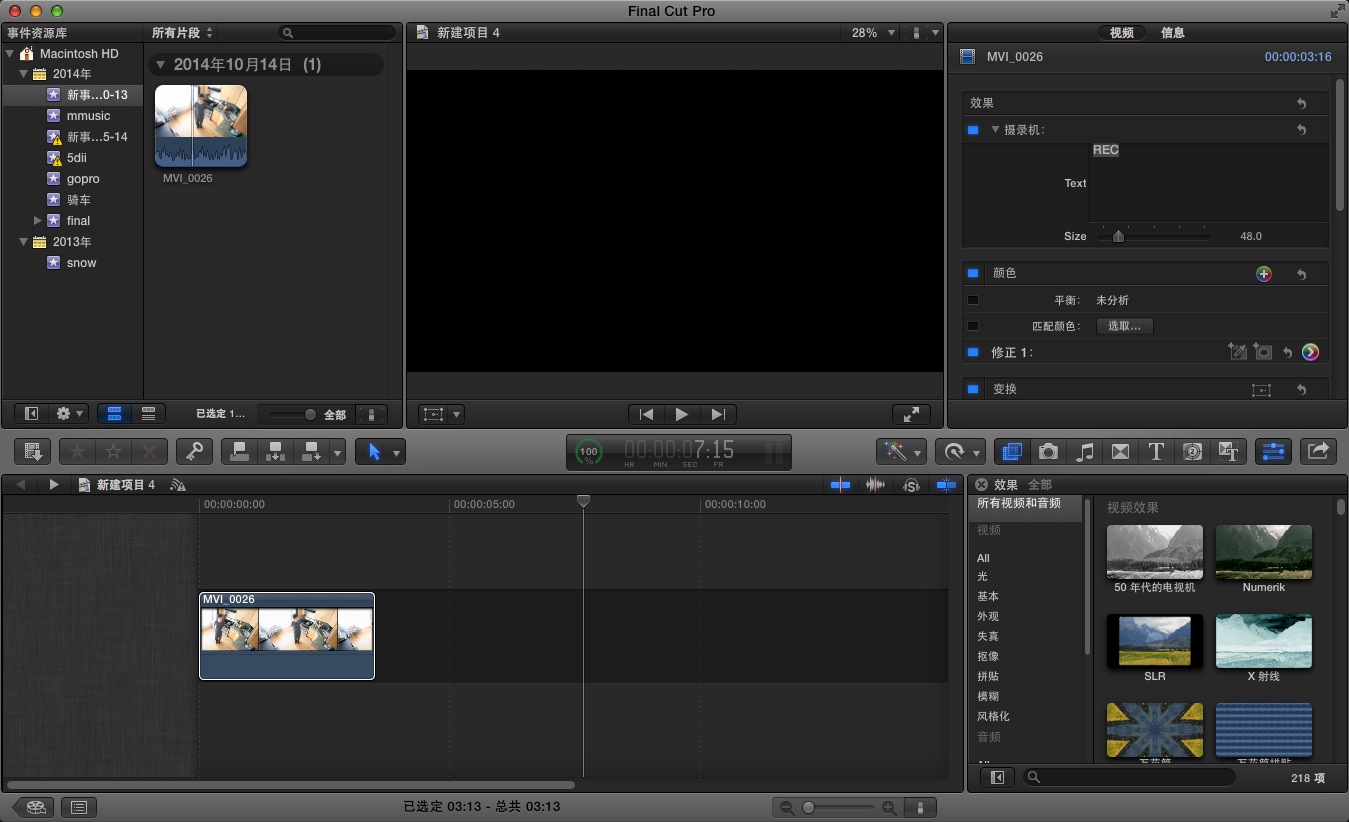 Final Cut Pro
事件资源库
所有片段
新建项目 4
28%
视频
信息
Macintosh HD
2014年
新事...0-13
mmusic
新事...5-14
5dii
gopro
骑车
final
2013年
snow
2014年10月14日 (1)
MVI_0026
MVI_0026
00:00:03:16
效果
摄录机:
REC
Text
Size
48.0
颜色
平衡:
未分析
匹配颜色:
选取...
修正 1:
变换
已选定 1...
全部
100
%
00:00:07:15
HR
MIN
SEC
FR
新建项目 4
00:00:00:00
00:00:05:00
00:00:10:00
MVI_0026
效果
全部
所有视频和音频
视频
All
光
基本
外观
失真
抠像
拼贴
模糊
风格化
音频
All
视频效果
50 年代的电视机
Numerik
SLR
X 射线
万花筒
万花筒拼贴
218 项
已选定 03:13 - 总共 03:13